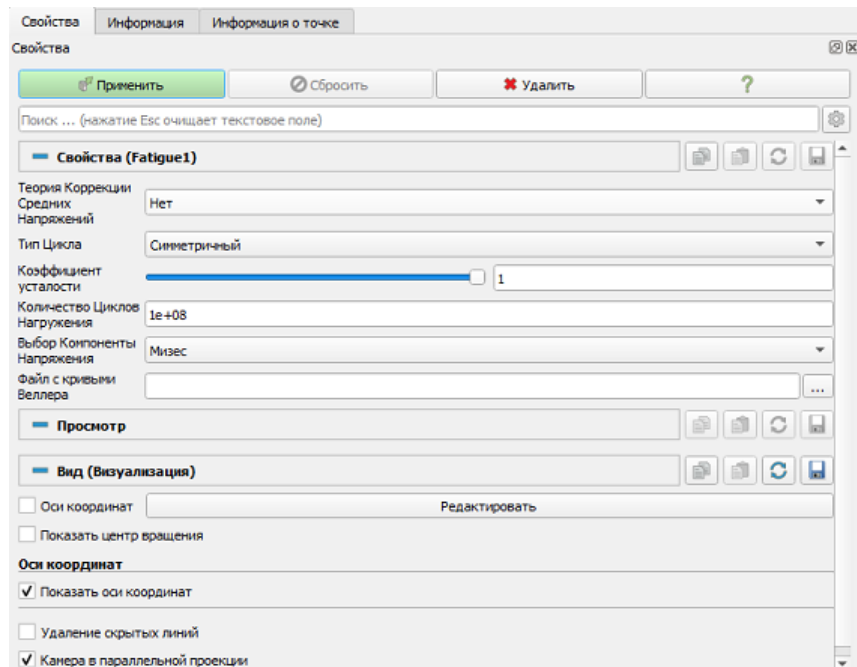 Свойства Информация Информация о точке
Свойства
Применить Сбросить Удалить ?
Поиск ... (нажатие Esc очищает текстовое поле)
Свойства (Fatigue1)
Теория Коррекции
Средних
Напряжений
Нет
Тип Цикла Симметричный
Коэффициент
усталости
1
Количество Циклов
Нагружения
1e+08
Выбор Компоненты
Напряжения
Мизес
Файл с кривыми
Веллера
...
Просмотр
Вид (Визуализация)
Оси координат Редактировать
Показать центр вращения
Оси координат
Показать оси координат
Удаление скрытых линий
Камера в параллельной проекции